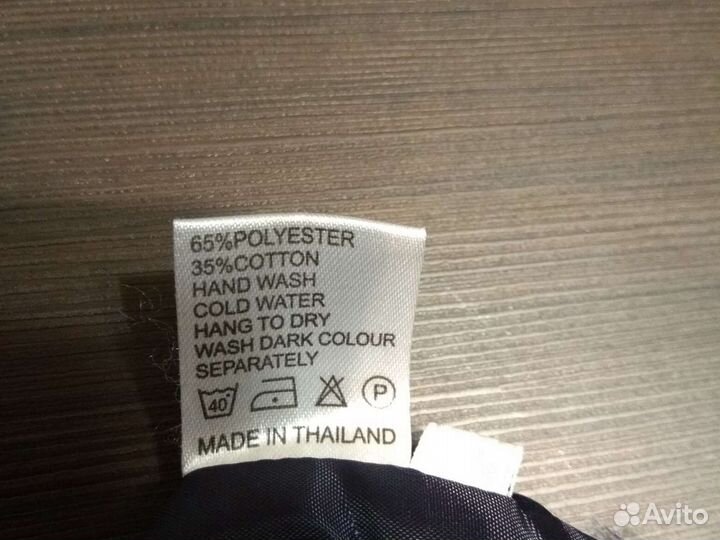 65%POLYESTER
35%COTTON
HAND WASH
COLD WATER
HANG TO DRY
WASH DARK COLOUR
SEPARATELY
40° P
MADE IN THAILAND
Avito